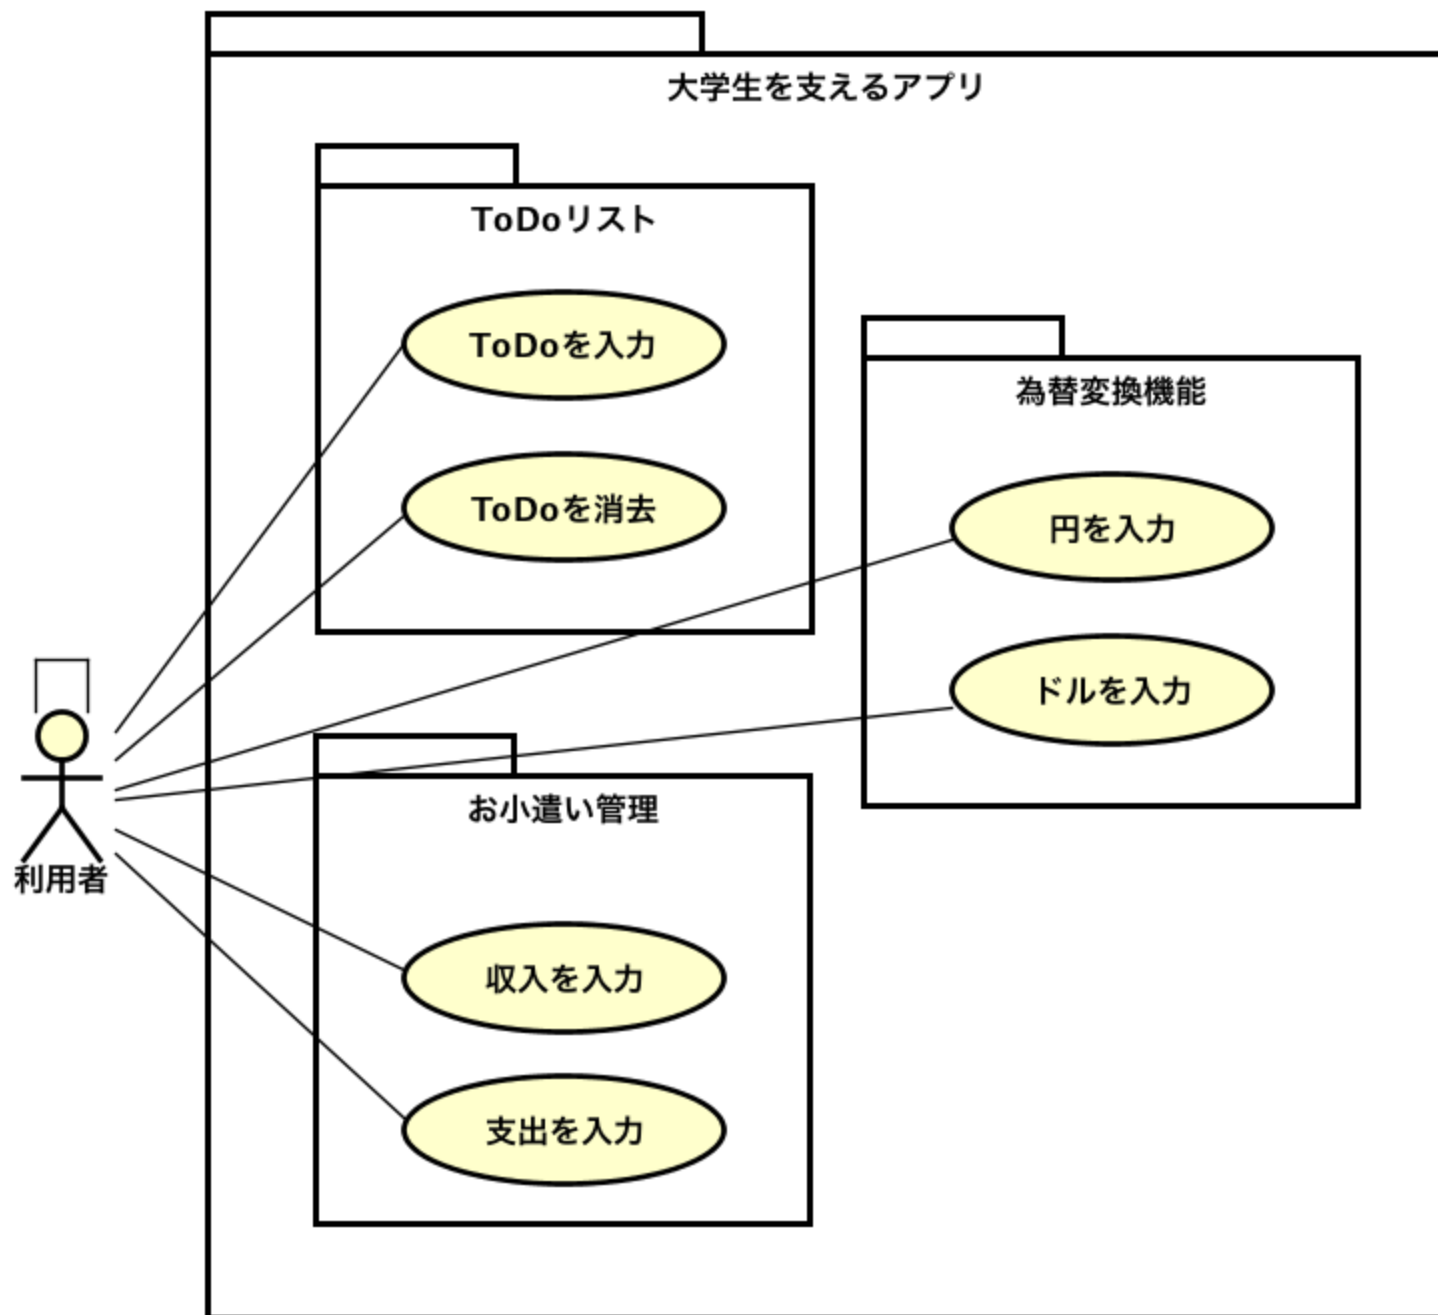 大学生を支えるアプリ
ToDoリスト
ToDoを入力
ToDoを消去
為替変換機能
円を入力
ドルを入力
利用者
お小遣い管理
収入を入力
支出を入力